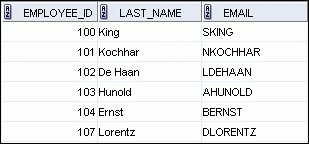 EMPLOYEE_ID LAST_NAME EMAIL
100 King SKING
101 Kochhar NKOCHHAR
102 De Haan LDEHAAN
103 Hunold AHUNOLD
104 Ernst BERNST
107 Lorentz DLORENTZ